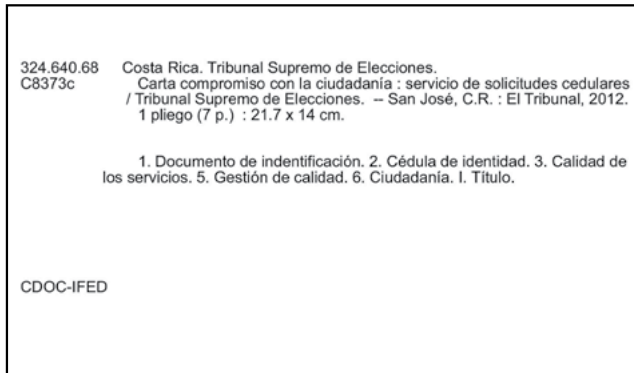 324.640.68 Costa Rica. Tribunal Supremo de Elecciones.
C8373c Carta compromiso con la ciudadanía : servicio de solicitudes cedulares
/ Tribunal Supremo de Elecciones. -- San José, C.R. : El Tribunal, 2012.
1 pliego (7 p.) : 21.7 x 14 cm.
1. Documento de indentificación. 2. Cédula de identidad. 3. Calidad de
los servicios. 5. Gestión de calidad. 6. Ciudadanía. I. Título.
CDOC-IFED